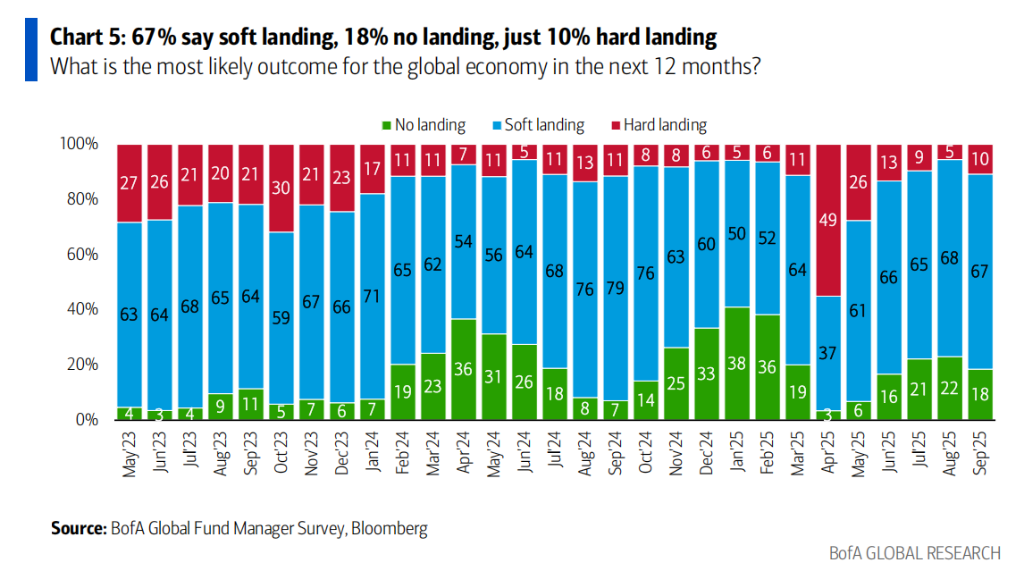 Chart 5: 67% say soft landing, 18% no landing, just 10% hard landing
What is the most likely outcome for the global economy in the next 12 months?
No landing Soft landing Hard landing
100%
80%
60%
40%
20%
0%
27 26 21 20 21 30 21 23 17 11 11 7 11 5 11 13 11 8 8 6 5 6 11 49 26 13 9 5 10
63 64 68 65 64 59 67 66 71 65 62 54 56 64 68 76 79 76 63 60 50 52 64 37 61 66 65 68 67
4 3 4 9 11 5 7 6 7 19 23 36 31 26 18 8 7 14 25 33 38 36 19 3 6 16 21 22 18
May'23 Jun'23 Jul'23 Aug'23 Sep'23 Oct'23 Nov'23 Dec'23 Jan'24 Feb'24 Mar'24 Apr'24 May'24 Jun'24 Jul'24 Aug'24 Sep'24 Oct'24 Nov'24 Dec'24 Jan'25 Feb'25 Mar'25 Apr'25 May'25 Jun'25 Jul'25 Aug'25 Sep'25
Source: BofA Global Fund Manager Survey, Bloomberg
BofA GLOBAL RESEARCH